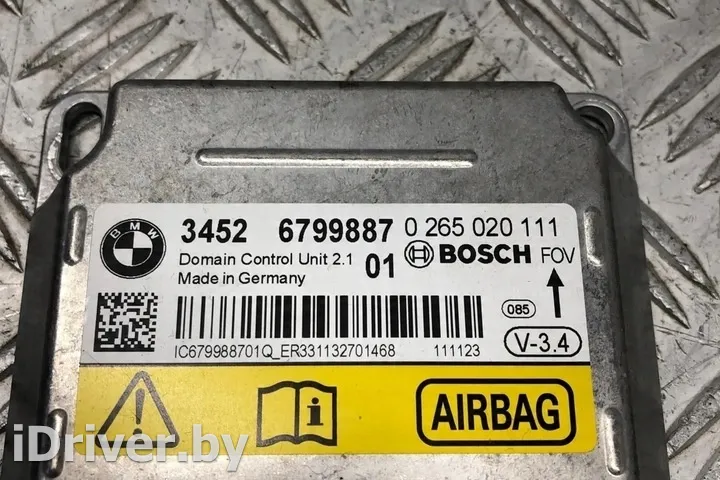 BMW
3452 6799887 0 265 020 111
Domain Control Unit 2.1 01 BOSCH FOV
Made in Germany
085
IC679988701Q_ER331132701468 111123
V-3.4
AIRBAG
iDriver.by